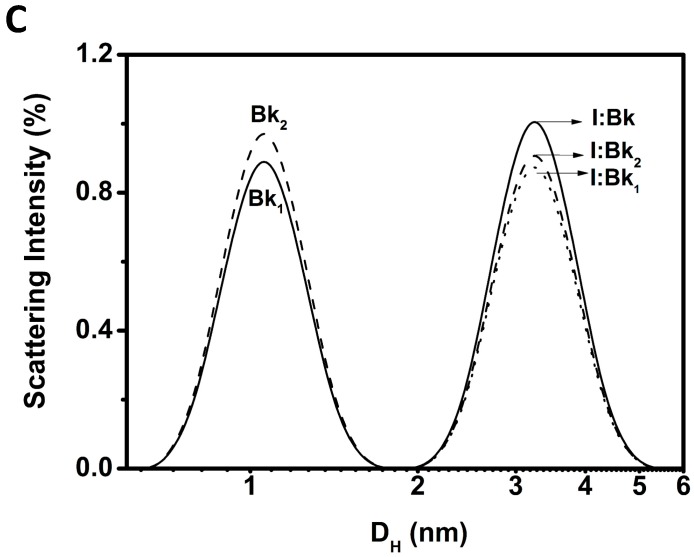 C
Scattering Intensity (%)
1.2
0.8
0.4
0.0
Bk2
Bk1
I:Bk
I:Bk2
I:Bk1
1 2 3 4 5 6
DH (nm)